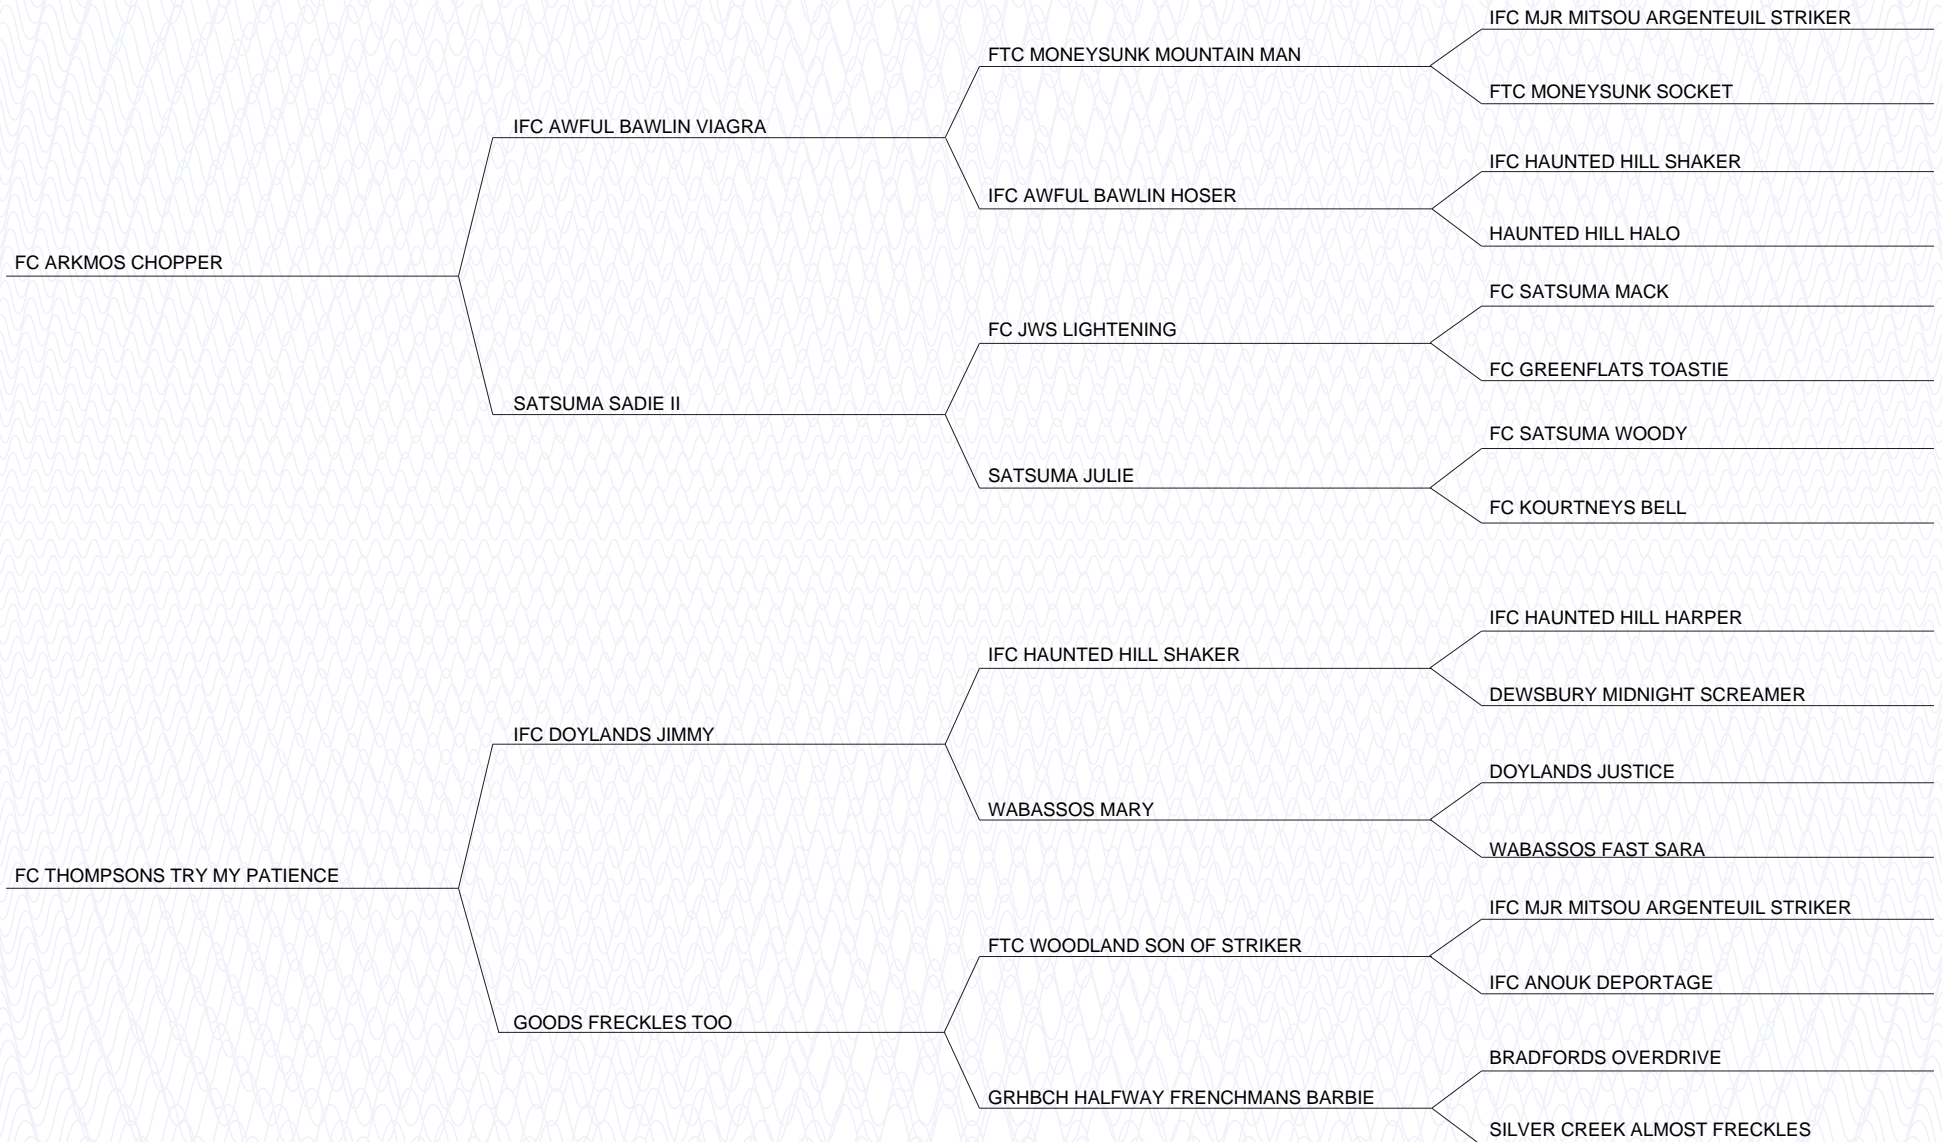 IFC MJR MITSOU ARGENTEUIL STRIKER
FTC MONEYSUNK MOUNTAIN MAN
FTC MONEYSUNK SOCKET
IFC AWFUL BAWLIN VIAGRA
IFC HAUNTED HILL SHAKER
IFC AWFUL BAWLIN HOSER
HAUNTED HILL HALO
FC ARKMOS CHOPPER
FC SATSUMA MACK
FC JWS LIGHTENING
FC GREENFLATS TOASTIE
SATSUMA SADIE II
FC SATSUMA WOODY
SATSUMA JULIE
FC KOURTNEYS BELL
IFC HAUNTED HILL HARPER
IFC HAUNTED HILL SHAKER
DEWSBURY MIDNIGHT SCREAMER
IFC DOYLANDS JIMMY
DOYLANDS JUSTICE
WABASSOS MARY
WABASSOS FAST SARA
FC THOMPSONS TRY MY PATIENCE
IFC MJR MITSOU ARGENTEUIL STRIKER
FTC WOODLAND SON OF STRIKER
IFC ANOUK DEPORTAGE
GOODS FRECKLES TOO
BRADFORDS OVERDRIVE
GRHBCH HALFWAY FRENCHMANS BARBIE
SILVER CREEK ALMOST FRECKLES